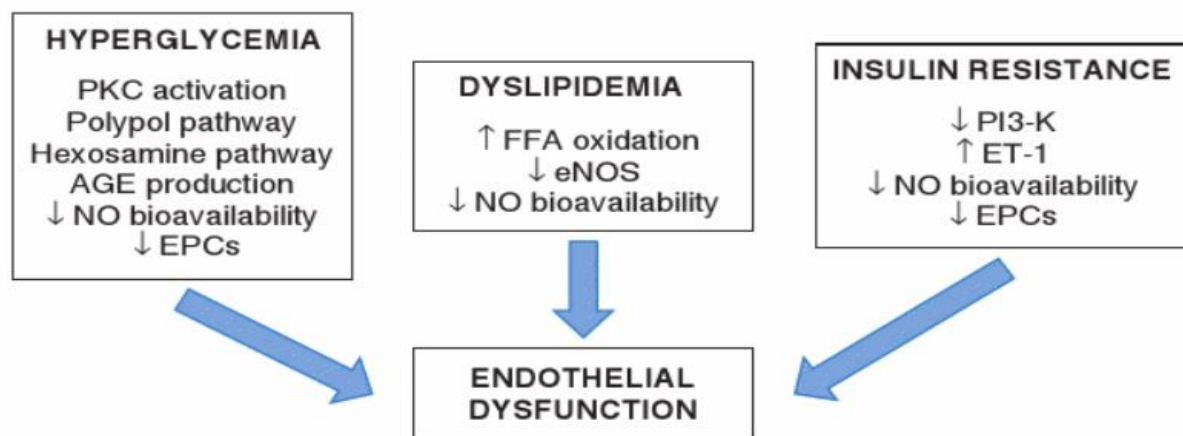 HYPERGLYCEMIA
PKC activation
Polypol pathway
Hexosamine pathway
AGE production
↓ NO bioavailability
↓ EPCs
DYSLIPIDEMIA
↑ FFA oxidation
↓ eNOS
↓ NO bioavailability
INSULIN RESISTANCE
↓ PI3-K
↑ ET-1
↓ NO bioavailability
↓ EPCs
ENDOTHELIAL
DYSFUNCTION